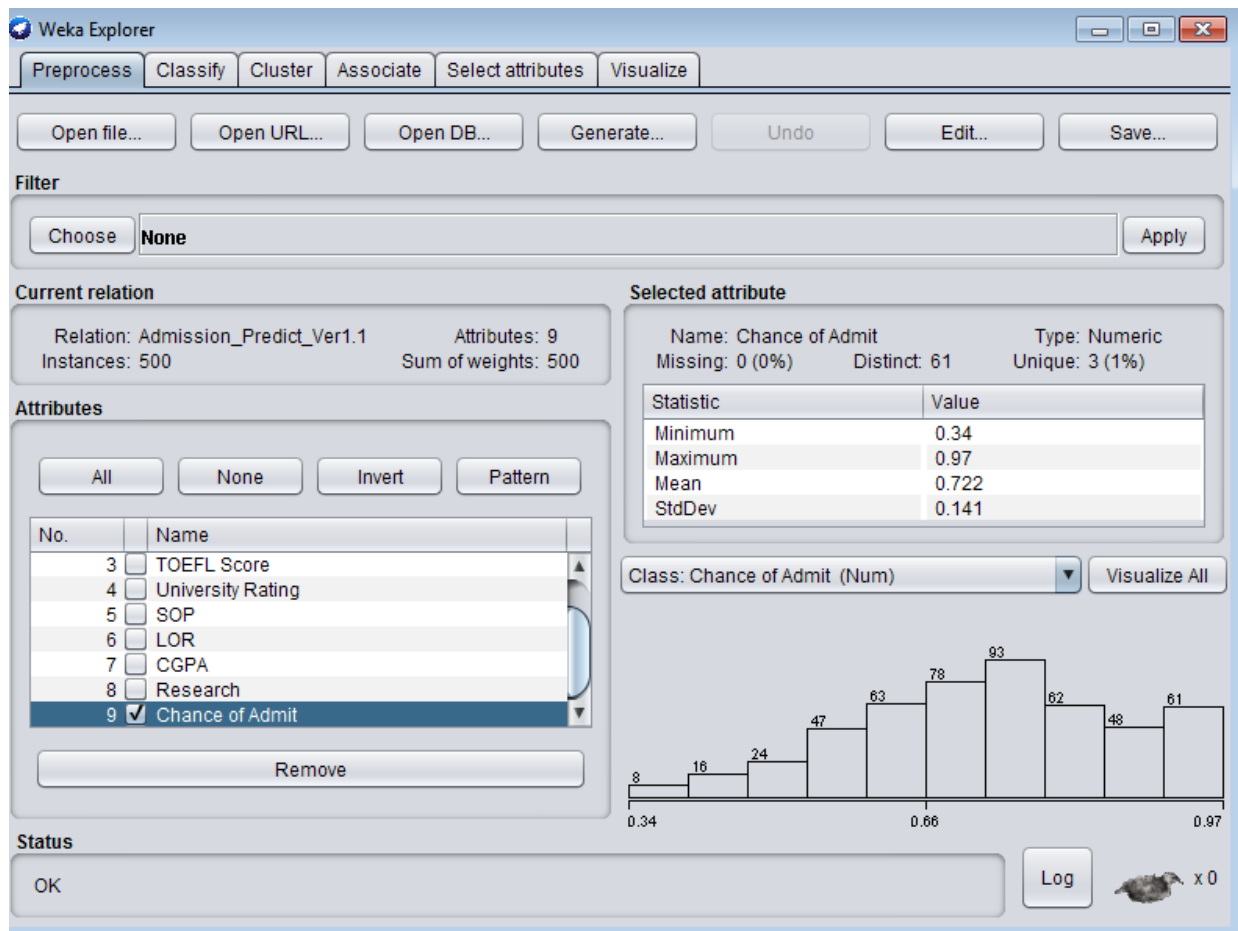 Weka Explorer
Preprocess Classify Cluster Associate Select attributes Visualize
Open file... Open URL... Open DB... Generate... Undo Edit... Save...
Filter
Choose None Apply
Current relation
Relation: Admission_Predict_Ver1.1 Attributes: 9
Instances: 500 Sum of weights: 500
Attributes
All None Invert Pattern
No. Name
3 TOEFL Score
4 University Rating
5 SOP
6 LOR
7 CGPA
8 Research
9 Chance of Admit
Remove
Selected attribute
Name: Chance of Admit Type: Numeric
Missing: 0 (0%) Distinct: 61 Unique: 3 (1%)
Statistic Value
Minimum 0.34
Maximum 0.97
Mean 0.722
StdDev 0.141
Class: Chance of Admit (Num) Visualize All
8 16 24 47 63 78 93 62 48 61
0.34 0.66 0.97
Status
OK Log x 0